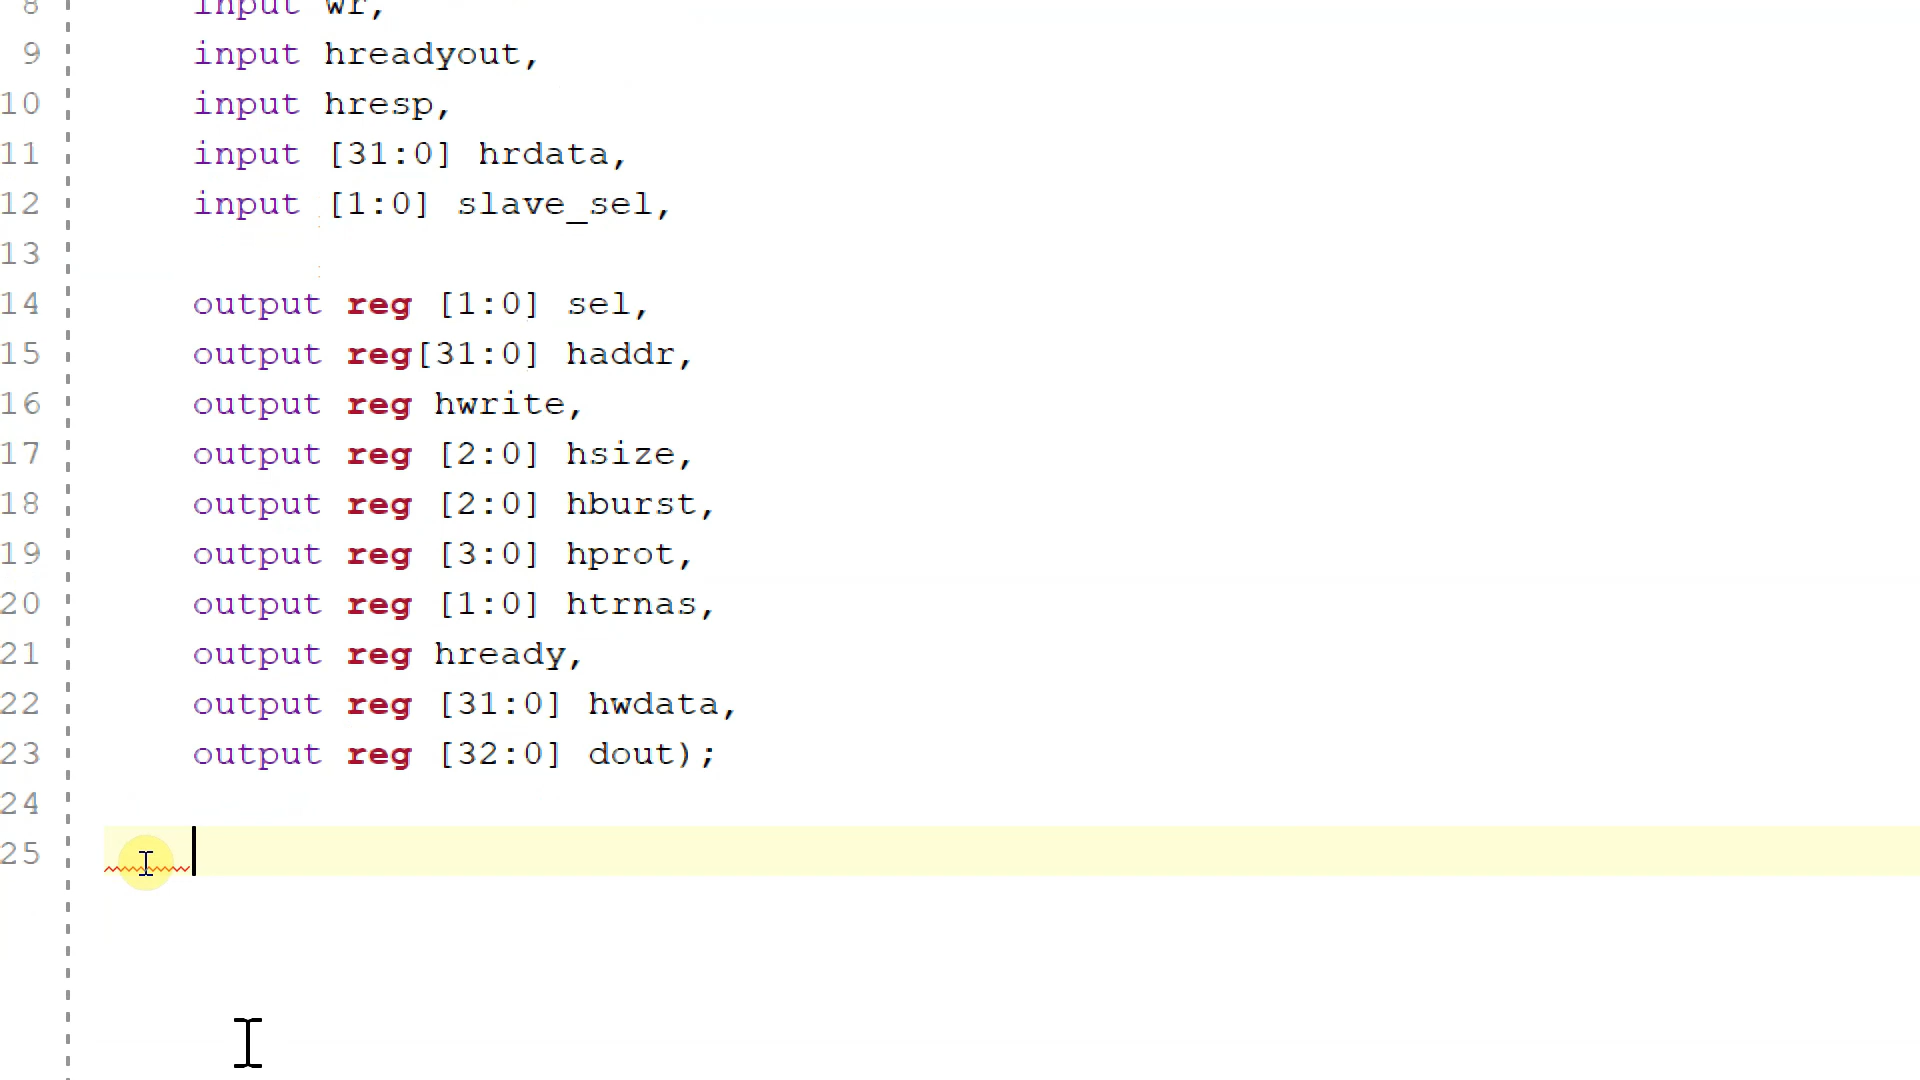 8 input wr,
9 input hreadyout,
10 input hresp,
11 input [31:0] hrdata,
12 input [1:0] slave_sel,
13
14 output reg [1:0] sel,
15 output reg[31:0] haddr,
16 output reg hwrite,
17 output reg [2:0] hsize,
18 output reg [2:0] hburst,
19 output reg [3:0] hprot,
20 output reg [1:0] htrnas,
21 output reg hready,
22 output reg [31:0] hwdata,
23 output reg [32:0] dout);
24
25